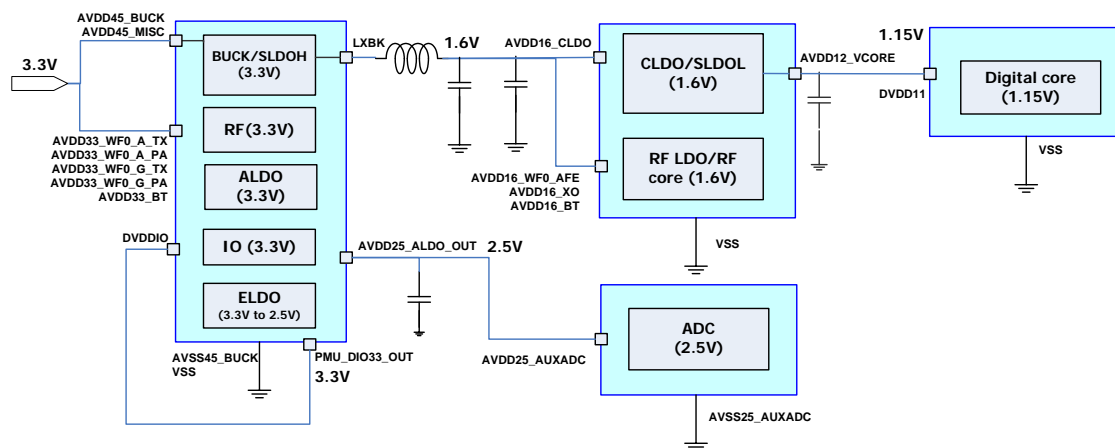 AVDD45_BUCK
AVDD45_MISC
3.3V
AVDD33_WF0_A_TX
AVDD33_WF0_A_PA
AVDD33_WF0_G_TX
AVDD33_WF0_G_PA
AVDD33_BT
DVDDIO
BUCK/SLDOH
(3.3V)
RF(3.3V)
ALDO
(3.3V)
IO (3.3V)
ELDO
(3.3V to 2.5V)
AVSS45_BUCK
VSS
PMU_DIO33_OUT
3.3V
LXBK
1.6V
AVDD16_CLDO
AVDD16_WF0_AFE
AVDD16_XO
AVDD16_BT
AVDD25_ALDO_OUT
2.5V
AVDD25_AUXADC
CLDO/SLDOL
(1.6V)
RF LDO/RF
core (1.6V)
VSS
ADC
(2.5V)
AVSS25_AUXADC
AVDD12_VCORE
1.15V
DVDD11
Digital core
(1.15V)
VSS